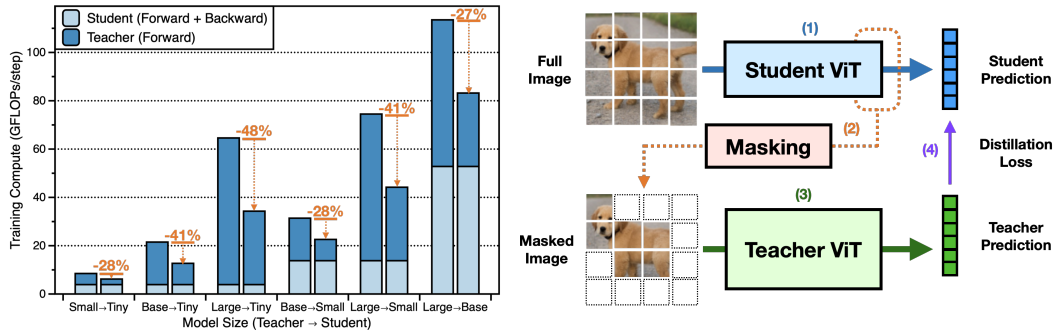 Student (Forward + Backward)
Teacher (Forward)
Training Compute (GFLOPs/step)
100
80
60
40
20
0
-28%
-41%
-48%
-28%
-41%
-27%
Small→Tiny
Base→Tiny
Large→Tiny
Base→Small
Large→Small
Large→Base
Model Size (Teacher → Student)
Full
Image
(1)
Student ViT
Student
Prediction
(2)
Masking
(4)
Distillation
Loss
Masked
Image
(3)
Teacher ViT
Teacher
Prediction